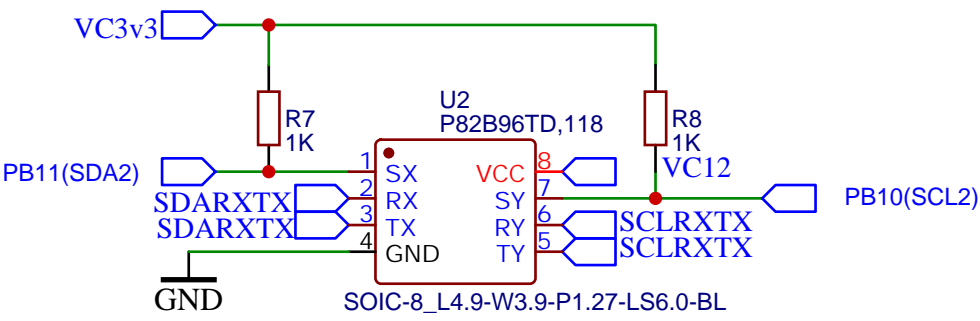 VC3v3
R7
1K
U2
P82B96TD,118
R8
1K
VC12
PB11(SDA2)
1
SX
VCC
8
SDARXTX
2
RX
SY
7
PB10(SCL2)
SDARXTX
3
TX
RY
6
SCLRXTX
4
GND
TY
5
SCLRXTX
GND
SOIC-8_L4.9-W3.9-P1.27-LS6.0-BL